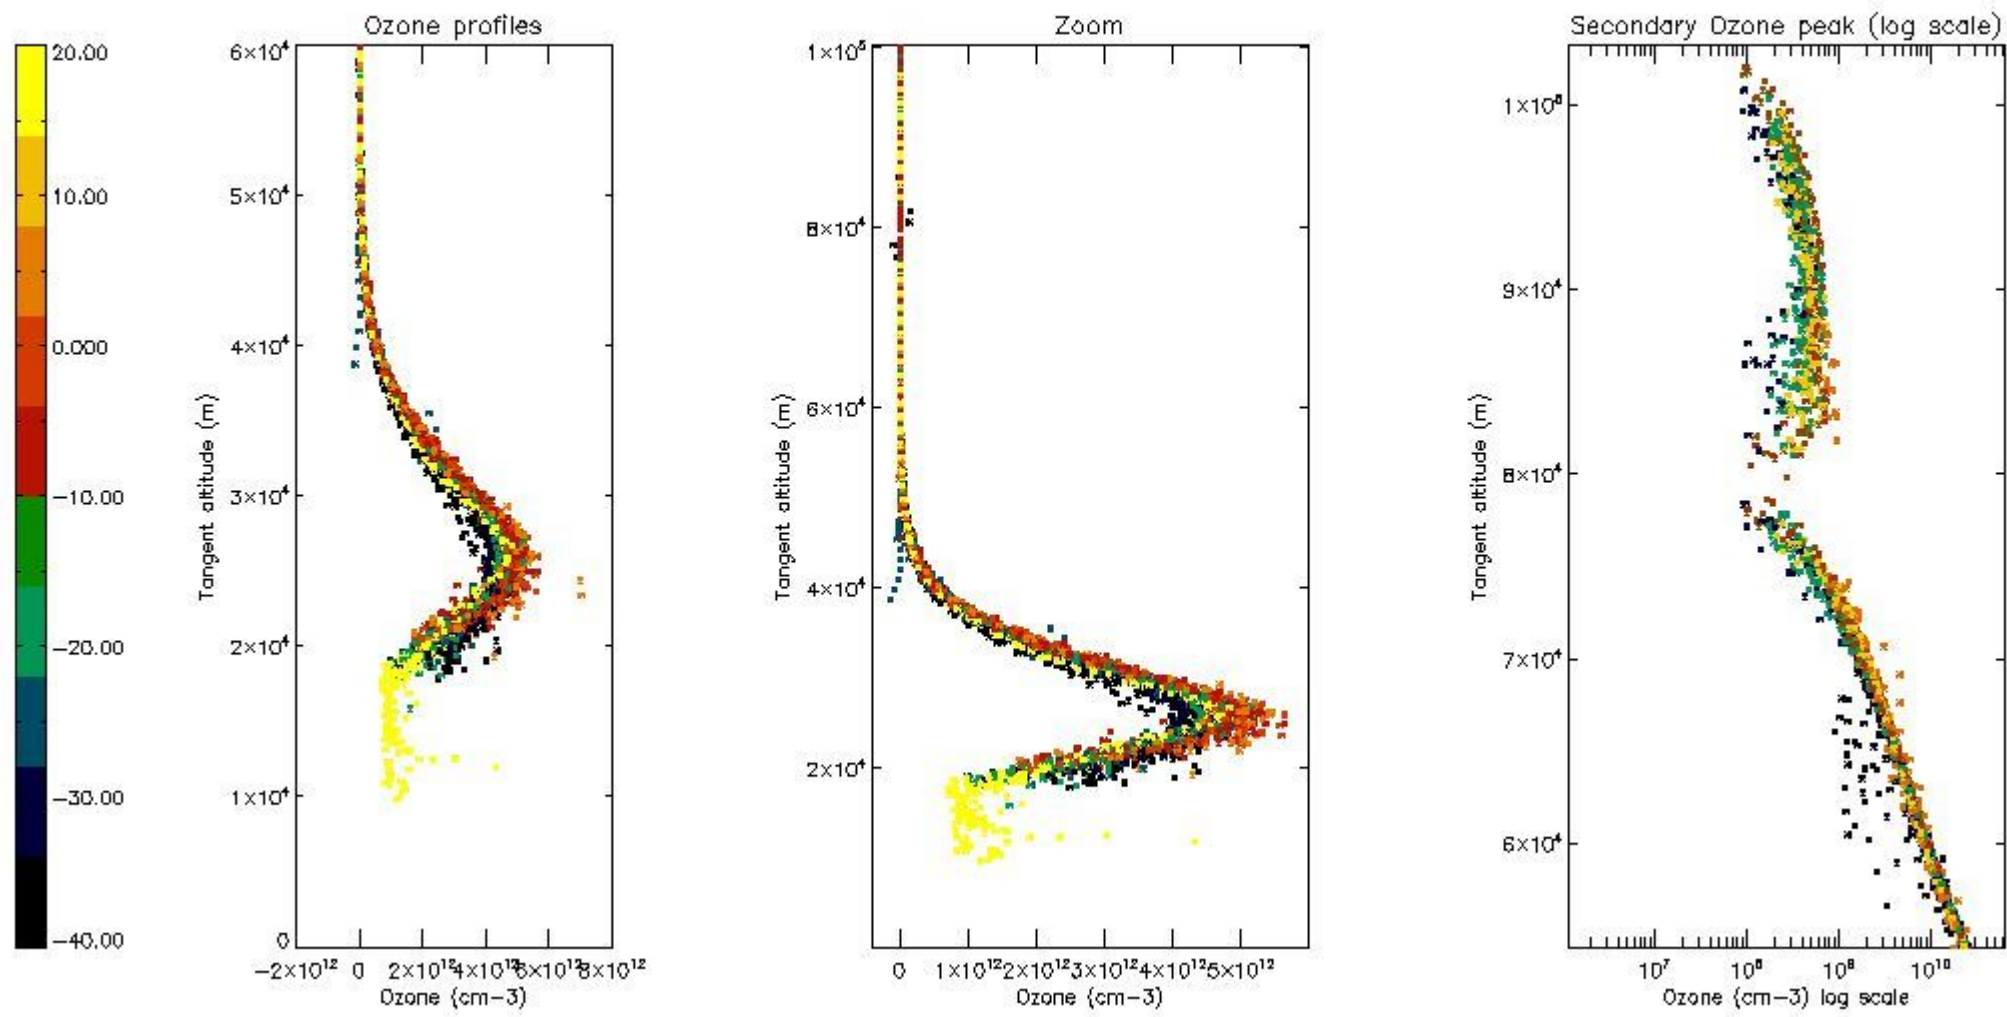 Ozone profiles
Zoom
Secondary Ozone peak (log scale)
20.00
10.00
0.000
−10.00
−20.00
−30.00
−40.00
Tangent altitude (m)
6×10⁴
5×10⁴
4×10⁴
3×10⁴
2×10⁴
1×10⁴
0
−2×10¹² 0 2×10¹² 4×10¹² 6×10¹² 8×10¹²
Ozone (cm−3)
Tangent altitude (m)
1×10⁵
8×10⁴
6×10⁴
4×10⁴
2×10⁴
0 1×10¹² 2×10¹² 3×10¹² 4×10¹² 5×10¹²
Ozone (cm−3)
Tangent altitude (m)
9×10⁴
8×10⁴
7×10⁴
6×10⁴
10⁷ 10⁸ 10⁹ 10¹⁰
Ozone (cm−3) log scale